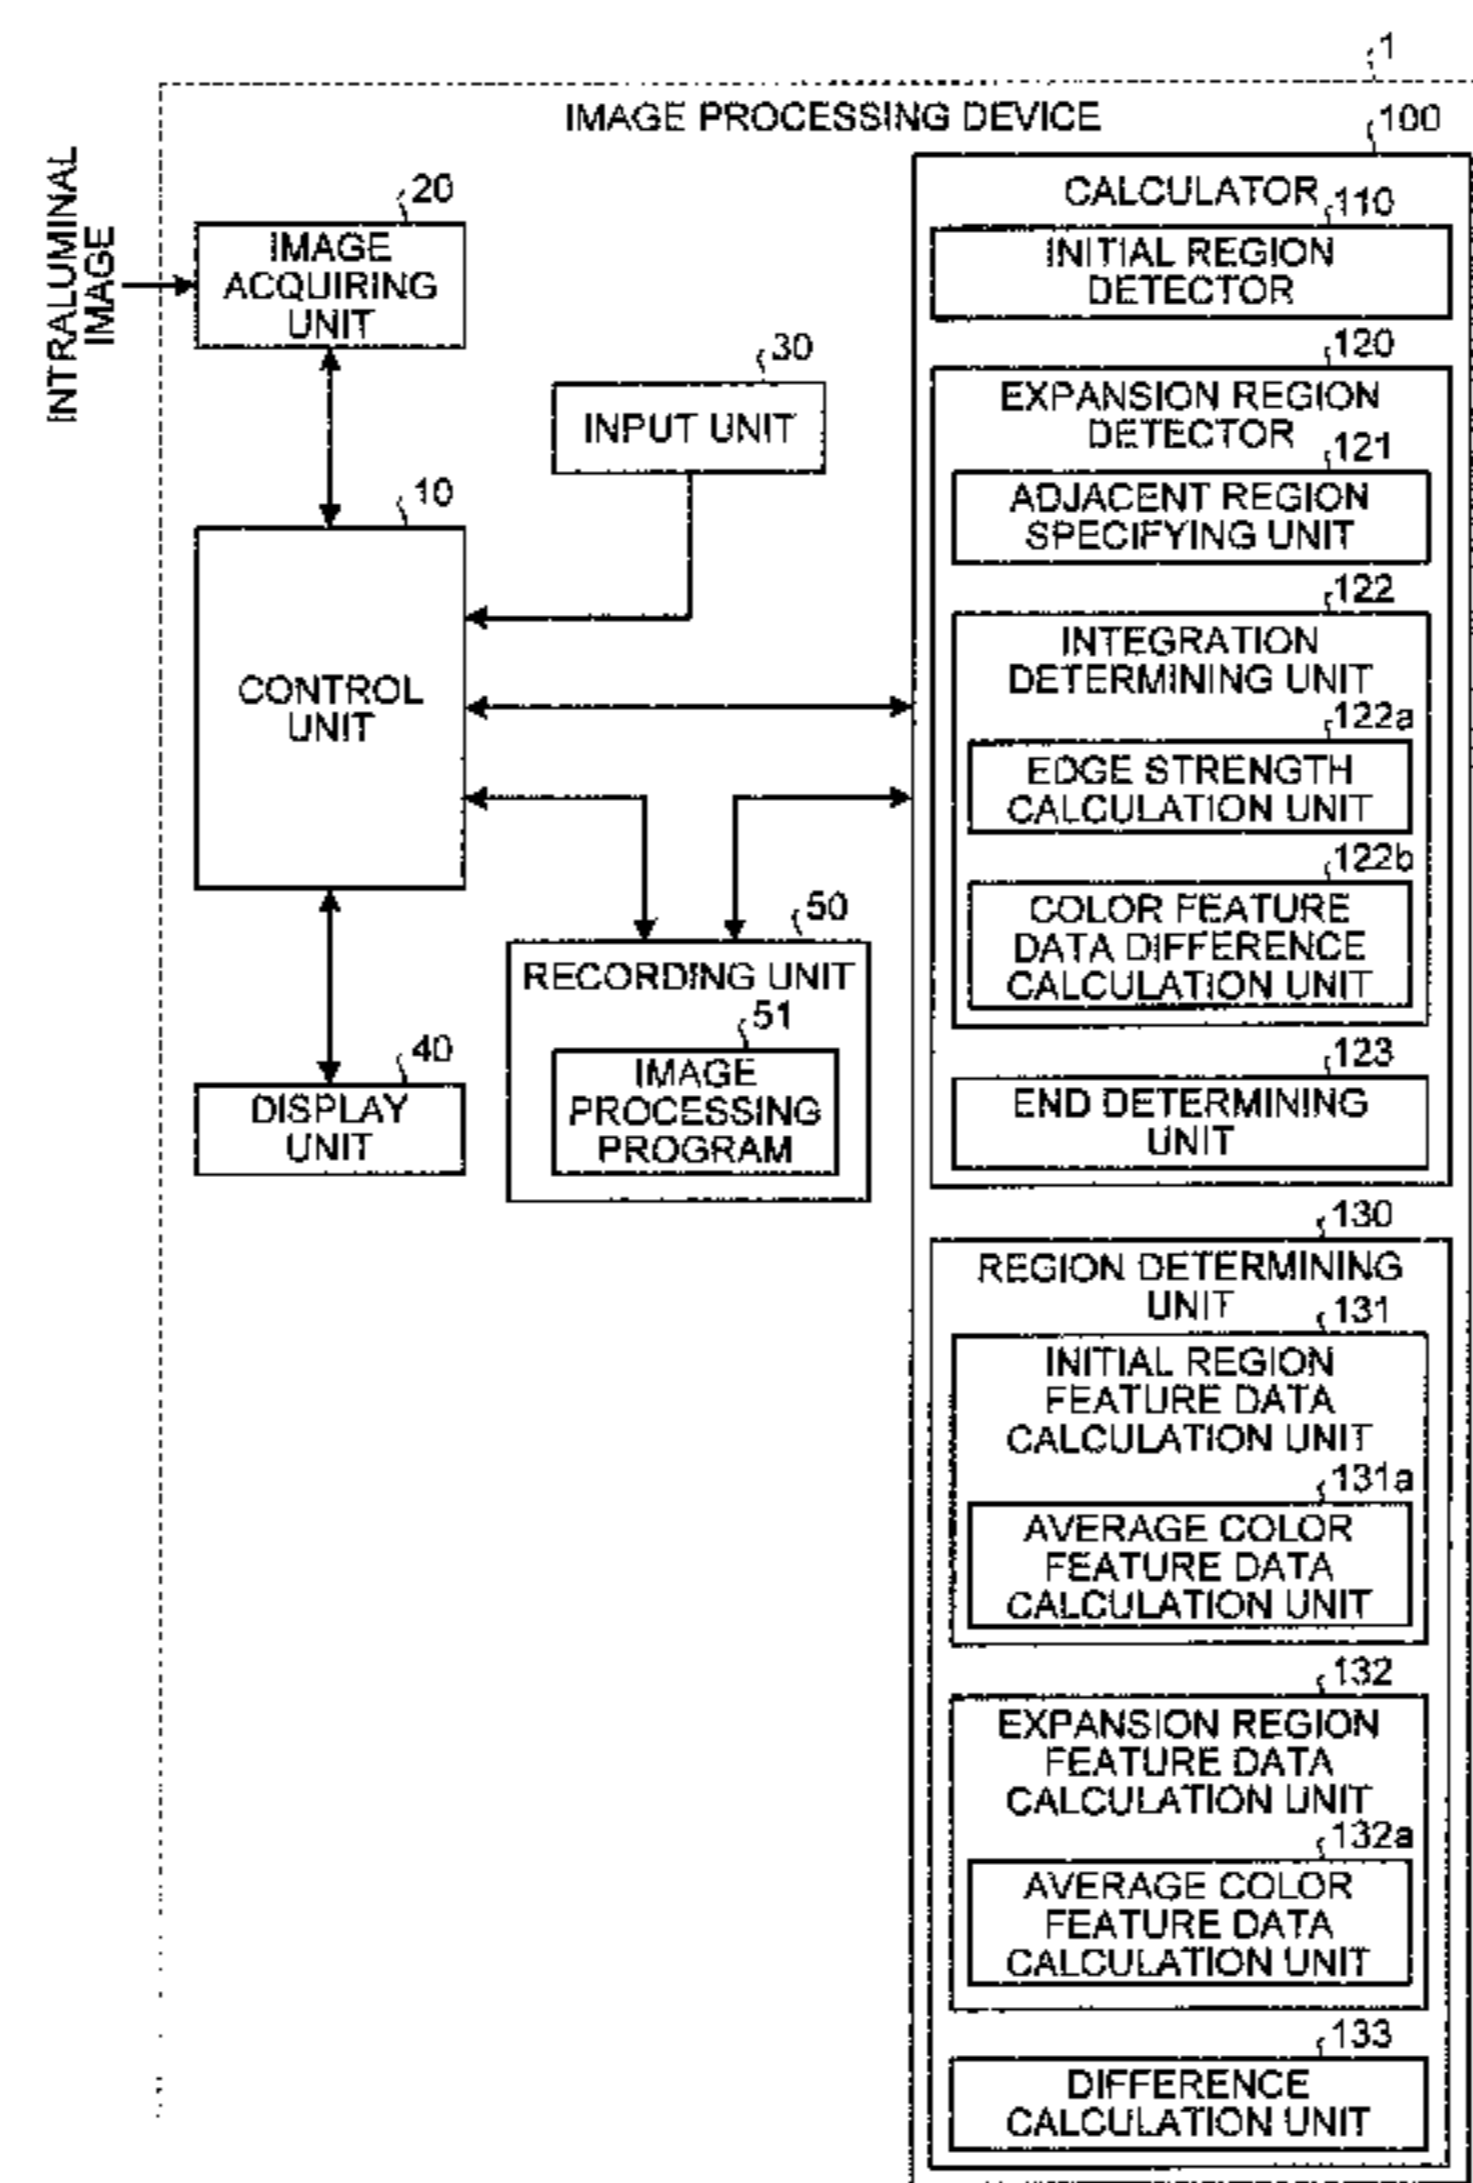 1
IMAGE PROCESSING DEVICE
INTRALUMINAL
IMAGE
20
IMAGE
ACQUIRING
UNIT
30
INPUT UNIT
10
CONTROL
UNIT
50
RECORDING UNIT
51
IMAGE
PROCESSING
PROGRAM
40
DISPLAY
UNIT
100
CALCULATOR
110
INITIAL REGION
DETECTOR
120
EXPANSION REGION
DETECTOR
121
ADJACENT REGION
SPECIFYING UNIT
122
INTEGRATION
DETERMINING UNIT
122a
EDGE STRENGTH
CALCULATION UNIT
122b
COLOR FEATURE
DATA DIFFERENCE
CALCULATION UNIT
123
END DETERMINING
UNIT
130
REGION DETERMINING
UNIT
131
INITIAL REGION
FEATURE DATA
CALCULATION UNIT
131a
AVERAGE COLOR
FEATURE DATA
CALCULATION UNIT
132
EXPANSION REGION
FEATURE DATA
CALCULATION UNIT
132a
AVERAGE COLOR
FEATURE DATA
CALCULATION UNIT
133
DIFFERENCE
CALCULATION UNIT